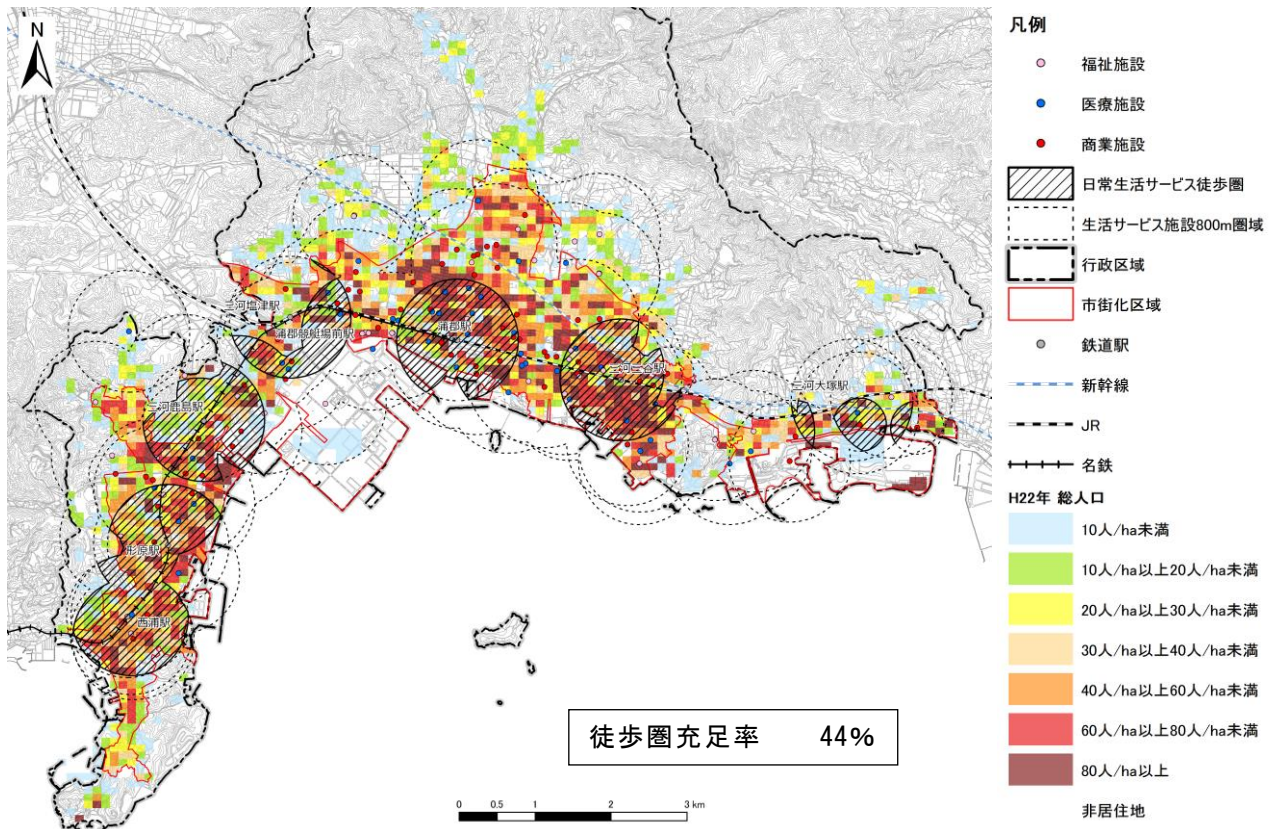 N
三河塩津駅
蒲郡競艇場前駅
蒲郡駅
三河三谷駅
三河大塚駅
三河鹿島駅
形原駅
西浦駅
徒歩圏充足率 44%
0 0.5 1 2 3 km
凡例
福祉施設
医療施設
商業施設
日常生活サービス徒歩圏
生活サービス施設800m圏域
行政区域
市街化区域
鉄道駅
新幹線
JR
名鉄
H22年 総人口
10人/ha未満
10人/ha以上20人/ha未満
20人/ha以上30人/ha未満
30人/ha以上40人/ha未満
40人/ha以上60人/ha未満
60人/ha以上80人/ha未満
80人/ha以上
非居住地